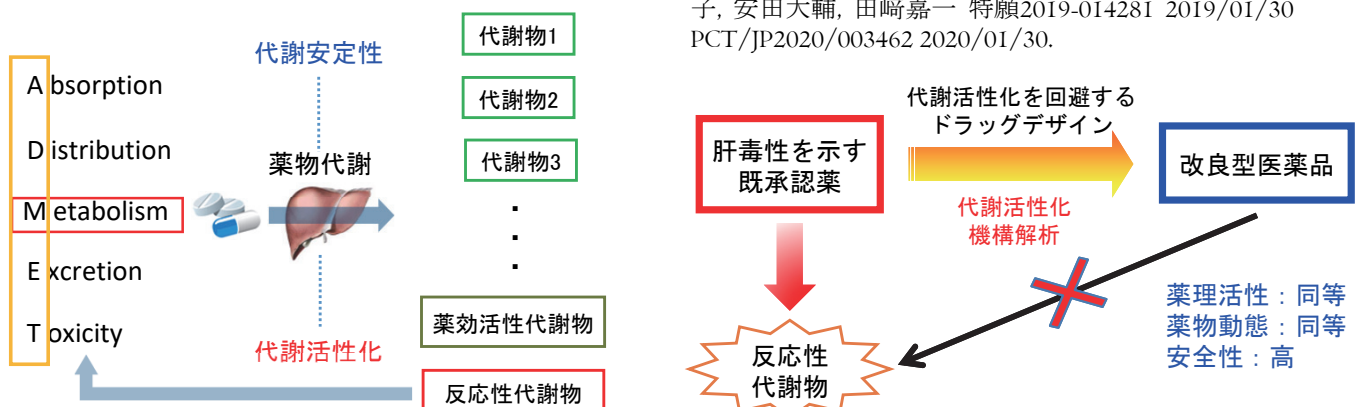 代謝安定性
Absorption
Distribution
Metabolism
Excretion
Toxicity
薬物代謝
代謝活性化
代謝物1
代謝物2
代謝物3
・
・
・
薬効活性代謝物
反応性代謝物
子, 安田大輔, 田﨑嘉一 特願2019-014281 2019/01/30
PCT/JP2020/003462 2020/01/30.
代謝活性化を回避する
ドラッグデザイン
肝毒性を示す
既承認薬
代謝活性化
機構解析
改良型医薬品
薬理活性：同等
薬物動態：同等
安全性：高
反応性
代謝物